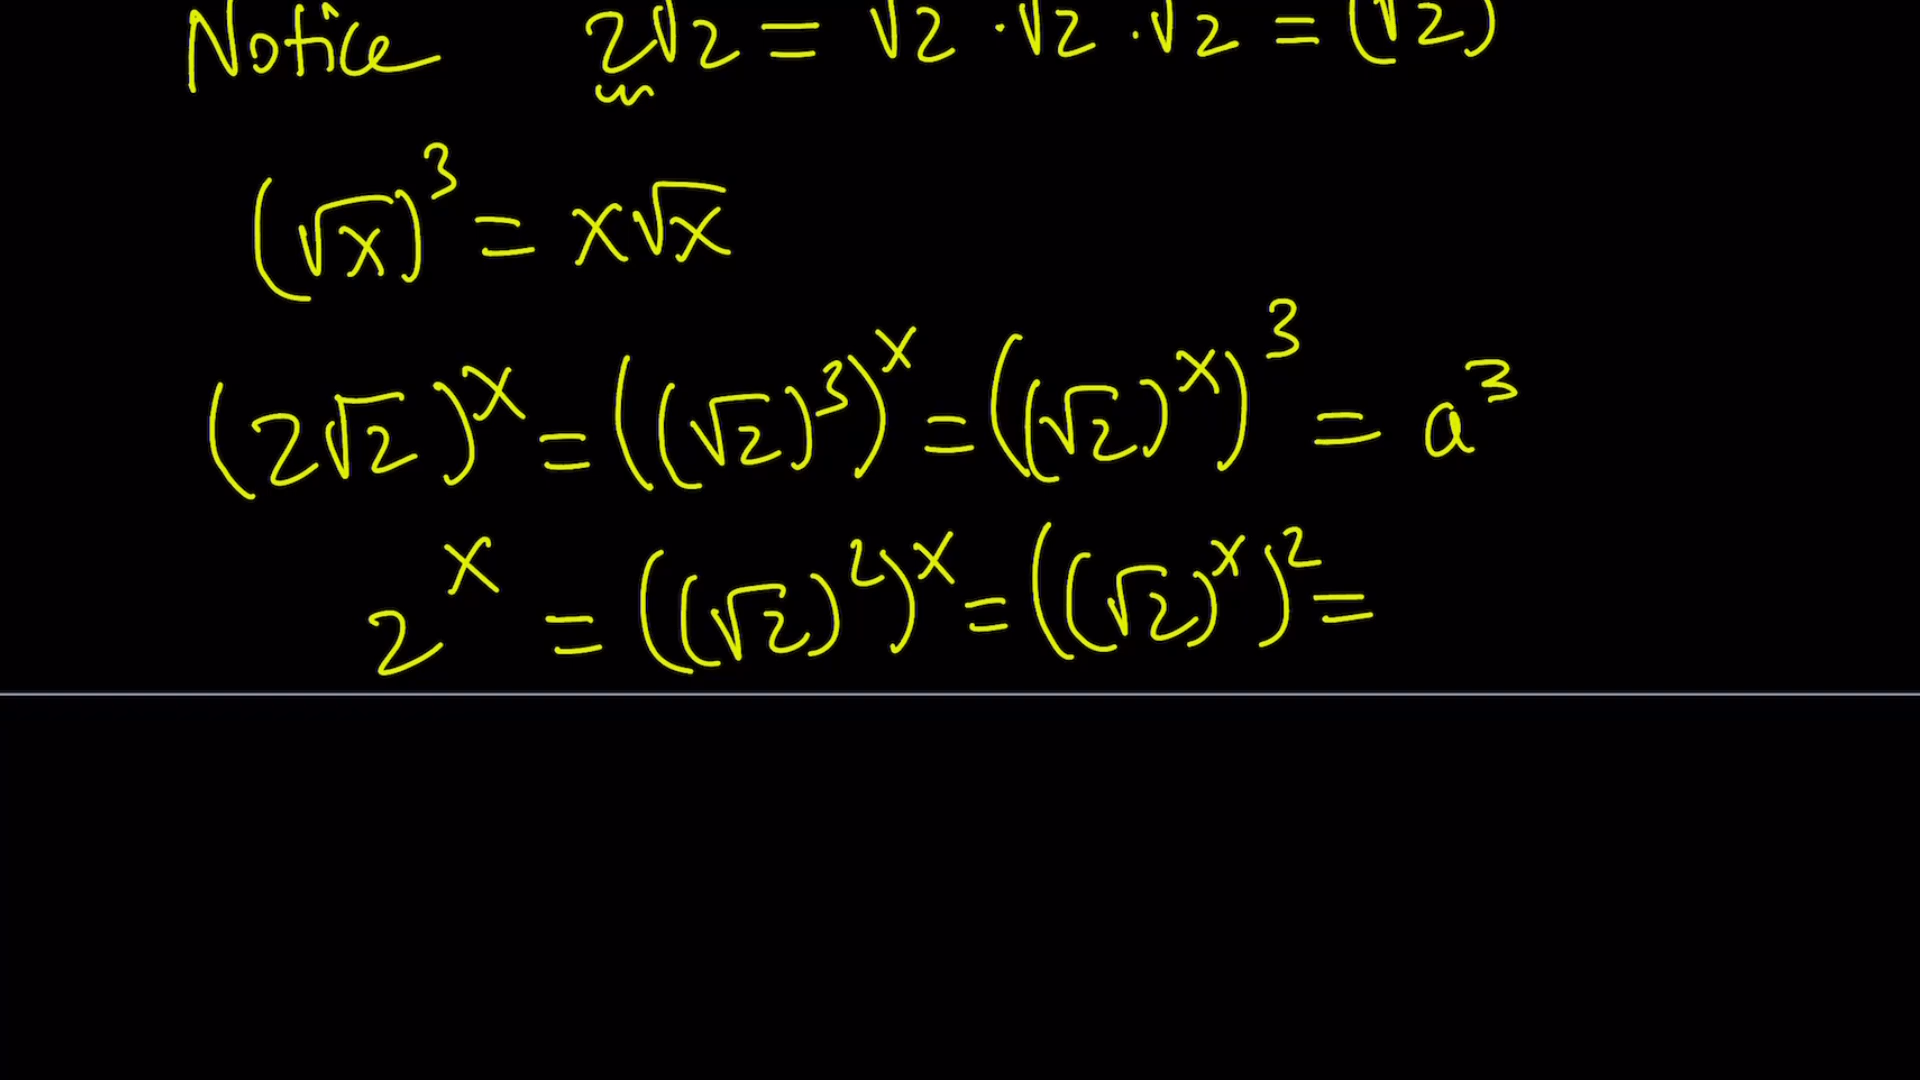 Notice 2√2 = √2 · √2 · √2 = (√2)
(√x)³ = x√x
(2√2)ˣ = ((√2)³)ˣ = ((√2)ˣ)³ = a³
2ˣ = ((√2)²)ˣ = ((√2)ˣ)² =